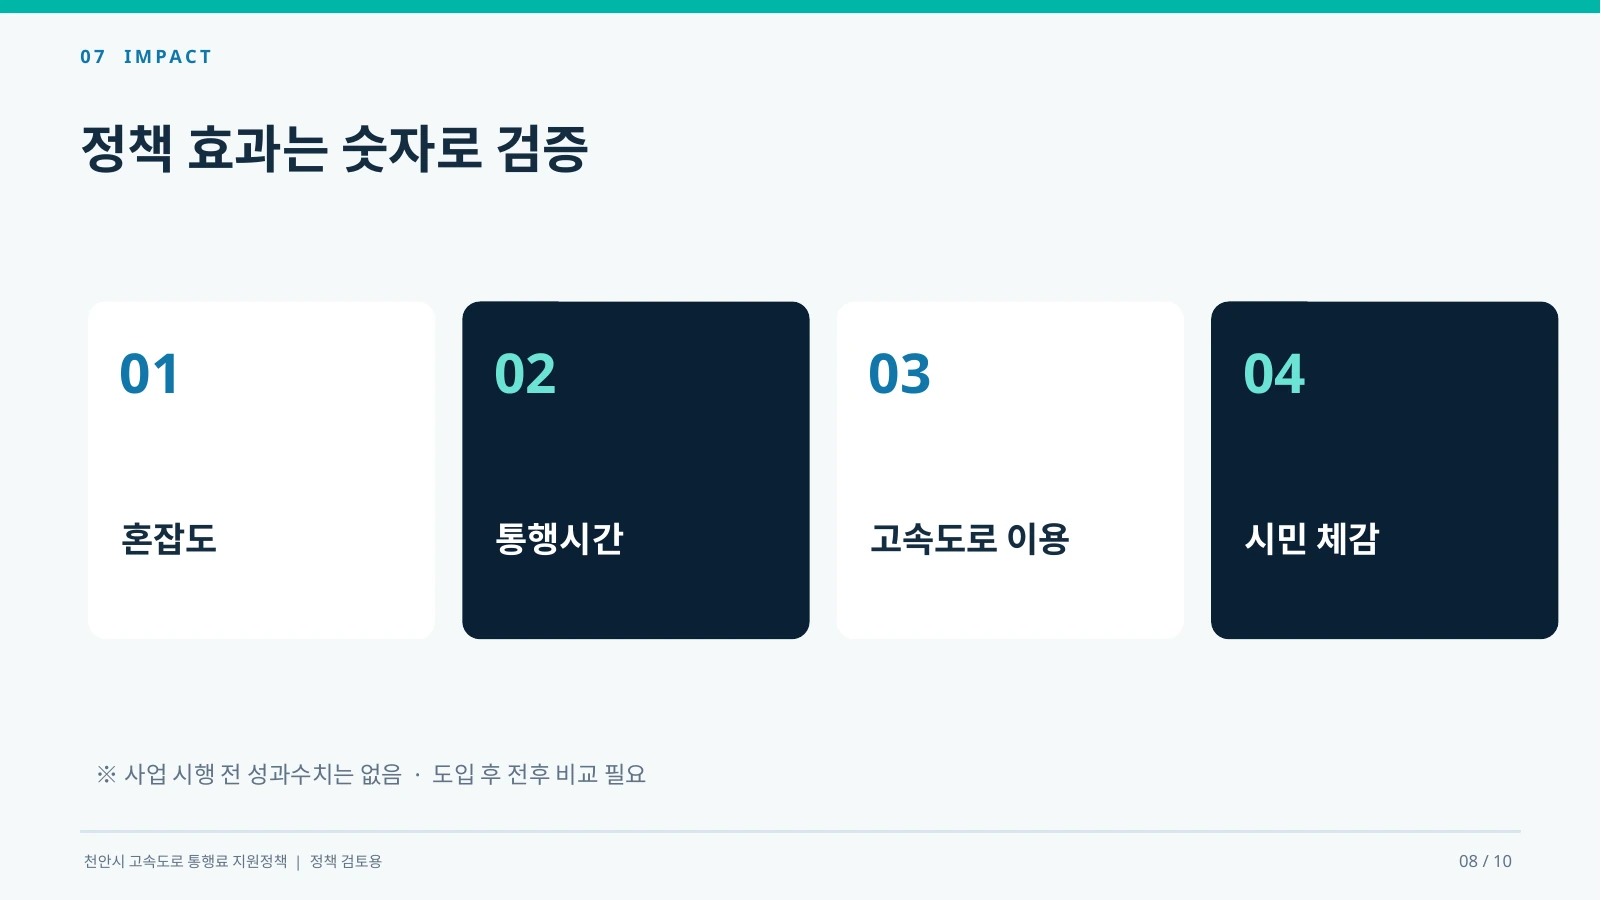 07 IMPACT
정책 효과는 숫자로 검증
01
혼잡도
02
통행시간
03
고속도로 이용
04
시민 체감
※ 사업 시행 전 성과수치는 없음 · 도입 후 전후 비교 필요
천안시 고속도로 통행료 지원정책 | 정책 검토용
08 / 10